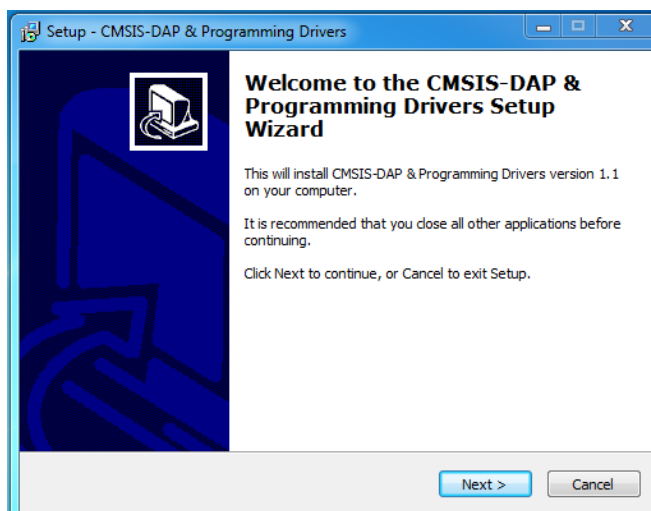 Setup - CMSIS-DAP & Programming Drivers
Welcome to the CMSIS-DAP &
Programming Drivers Setup
Wizard
This will install CMSIS-DAP & Programming Drivers version 1.1
on your computer.
It is recommended that you close all other applications before
continuing.
Click Next to continue, or Cancel to exit Setup.
Next >
Cancel